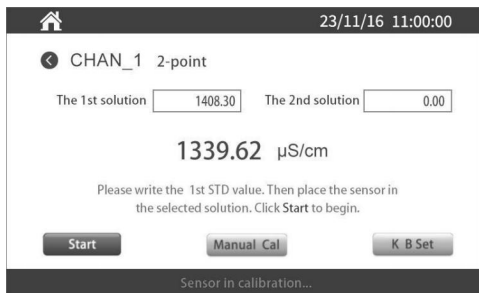 23/11/16 11:00:00
CHAN_1 2-point
The 1st solution 1408.30 The 2nd solution 0.00
1339.62 μS/cm
Please write the 1st STD value. Then place the sensor in
the selected solution. Click Start to begin.
Start Manual Cal K B Set
Sensor in calibration...